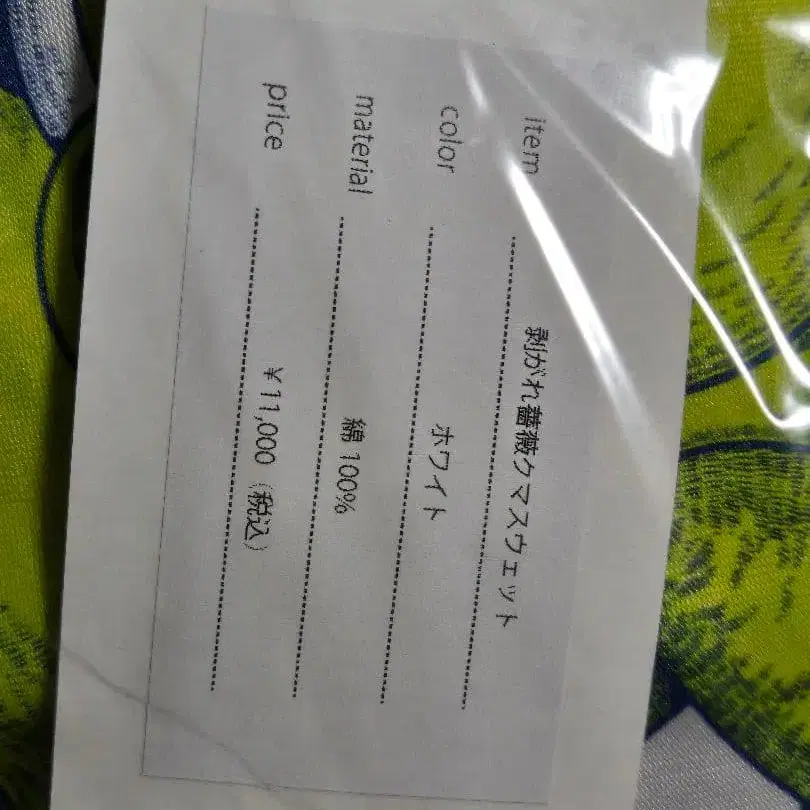 item 剥がれ薔薇クマスウェット
color ホワイト
material 綿 100%
price ¥11,000（税込）